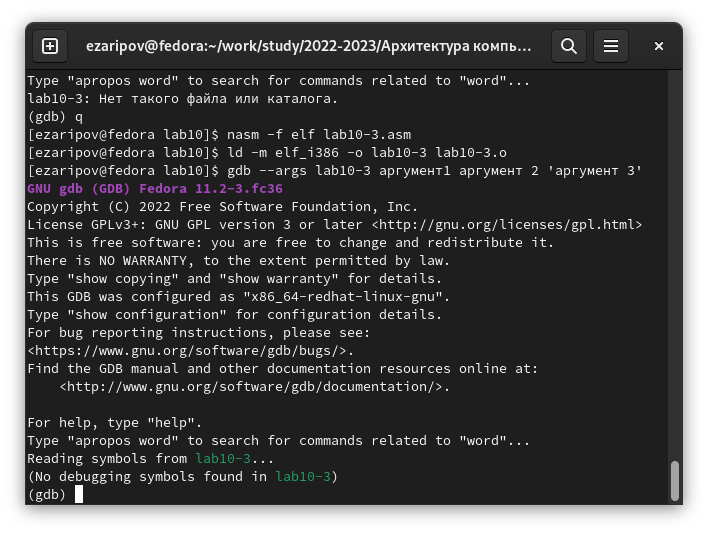 ezaripov@fedora:~/work/study/2022-2023/Архитектура компь...
Type "apropos word" to search for commands related to "word"...
lab10-3: Нет такого файла или каталога.
(gdb) q
[ezaripov@fedora lab10]$ nasm -f elf lab10-3.asm
[ezaripov@fedora lab10]$ ld -m elf_i386 -o lab10-3 lab10-3.o
[ezaripov@fedora lab10]$ gdb --args lab10-3 аргумент1 аргумент 2 'аргумент 3'
GNU gdb (GDB) Fedora 11.2-3.fc36
Copyright (C) 2022 Free Software Foundation, Inc.
License GPLv3+: GNU GPL version 3 or later <http://gnu.org/licenses/gpl.html>
This is free software: you are free to change and redistribute it.
There is NO WARRANTY, to the extent permitted by law.
Type "show copying" and "show warranty" for details.
This GDB was configured as "x86_64-redhat-linux-gnu".
Type "show configuration" for configuration details.
For bug reporting instructions, please see:
<https://www.gnu.org/software/gdb/bugs/>.
Find the GDB manual and other documentation resources online at:
    <http://www.gnu.org/software/gdb/documentation/>.

For help, type "help".
Type "apropos word" to search for commands related to "word"...
Reading symbols from lab10-3...
(No debugging symbols found in lab10-3)
(gdb)